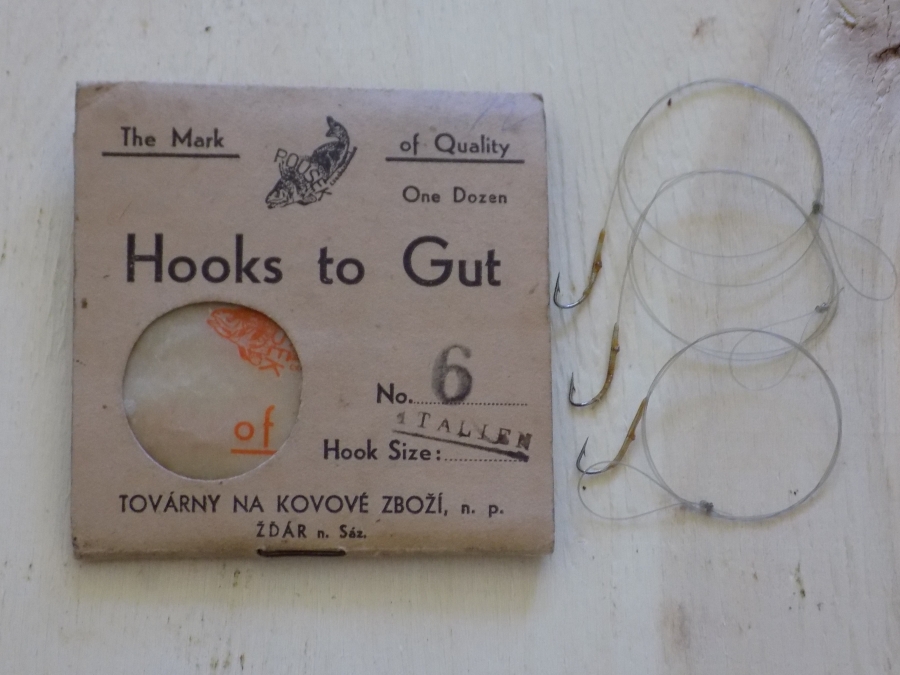 The Mark
of Quality
One Dozen
Hooks to Gut
of
No. 6
ITALIEN
Hook Size:
TOVÁRNY NA KOVOVÉ ZBOŽÍ, n. p.
ŽĎÁR n. Sáz.